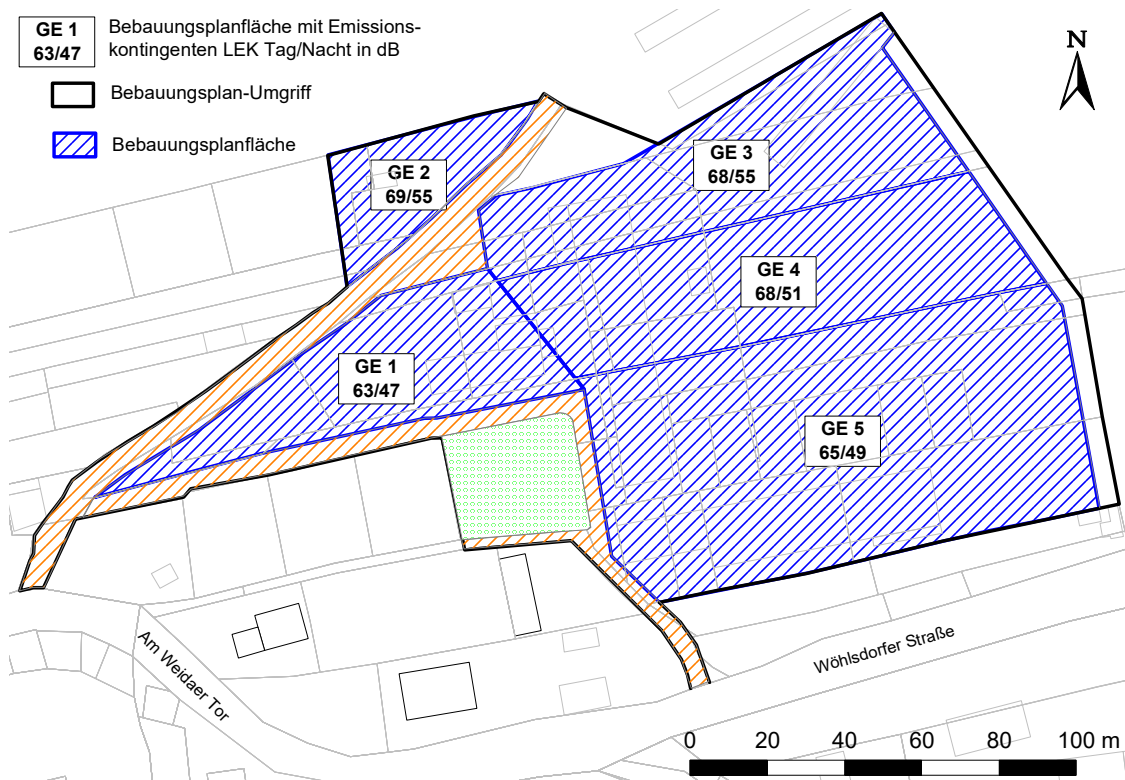 GE 1
63/47
Bebauungsplanfläche mit Emissions-
kontingenten LEK Tag/Nacht in dB
Bebauungsplan-Umgriff
Bebauungsplanfläche
N
GE 2
69/55
GE 3
68/55
GE 4
68/51
GE 1
63/47
GE 5
65/49
Am Weidaer Tor
Wöhlsdorfer Straße
0 20 40 60 80 100 m